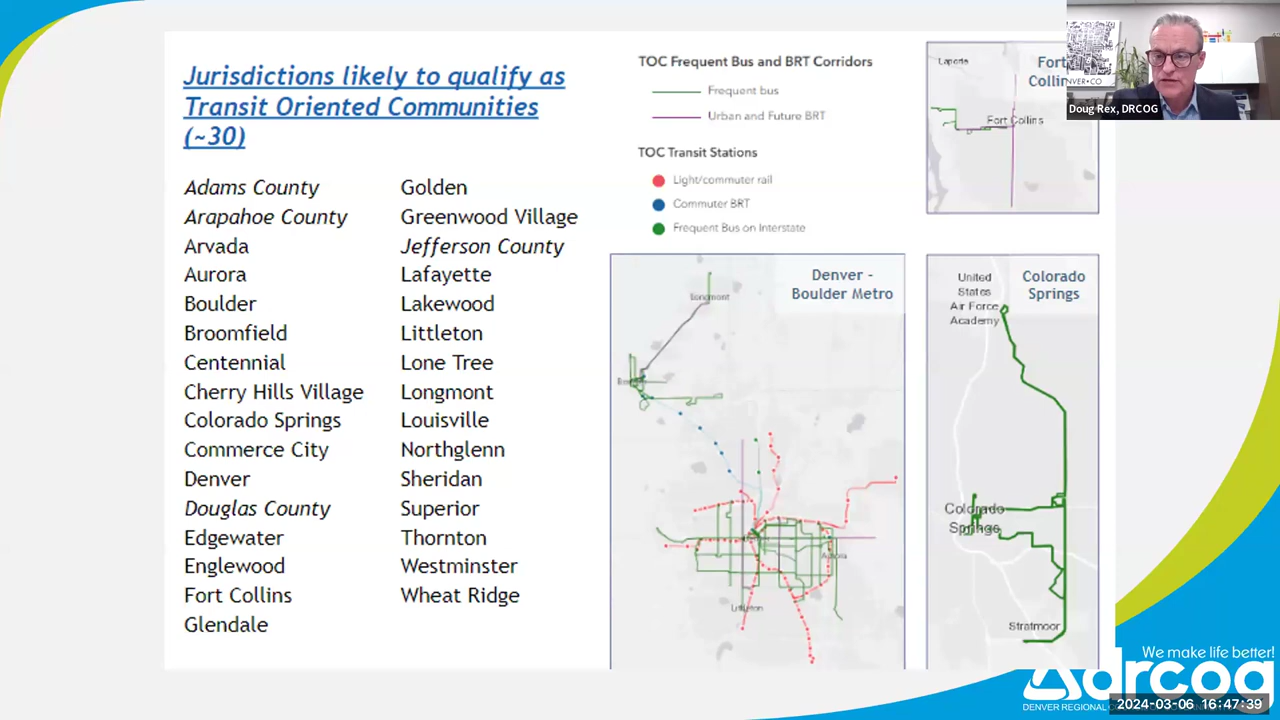 Jurisdictions likely to qualify as
Transit Oriented Communities
(~30)
Adams County
Arapahoe County
Arvada
Aurora
Boulder
Broomfield
Centennial
Cherry Hills Village
Colorado Springs
Commerce City
Denver
Douglas County
Edgewater
Englewood
Fort Collins
Glendale
Golden
Greenwood Village
Jefferson County
Lafayette
Lakewood
Littleton
Lone Tree
Longmont
Louisville
Northglenn
Sheridan
Superior
Thornton
Westminster
Wheat Ridge
TOC Frequent Bus and BRT Corridors
Frequent bus
Urban and Future BRT
TOC Transit Stations
Light/commuter rail
Commuter BRT
Frequent Bus on Interstate
Denver -
Boulder Metro
Longmont
Aurora
Littleton
Fort
Laporte
Fort Collins
Colorado
Springs
United
States
Air Force
Academy
Colorado
Springs
Stratmoor
Doug Rex, DRCOG
We make life better!
drcog
2024-03-06 16:47:39